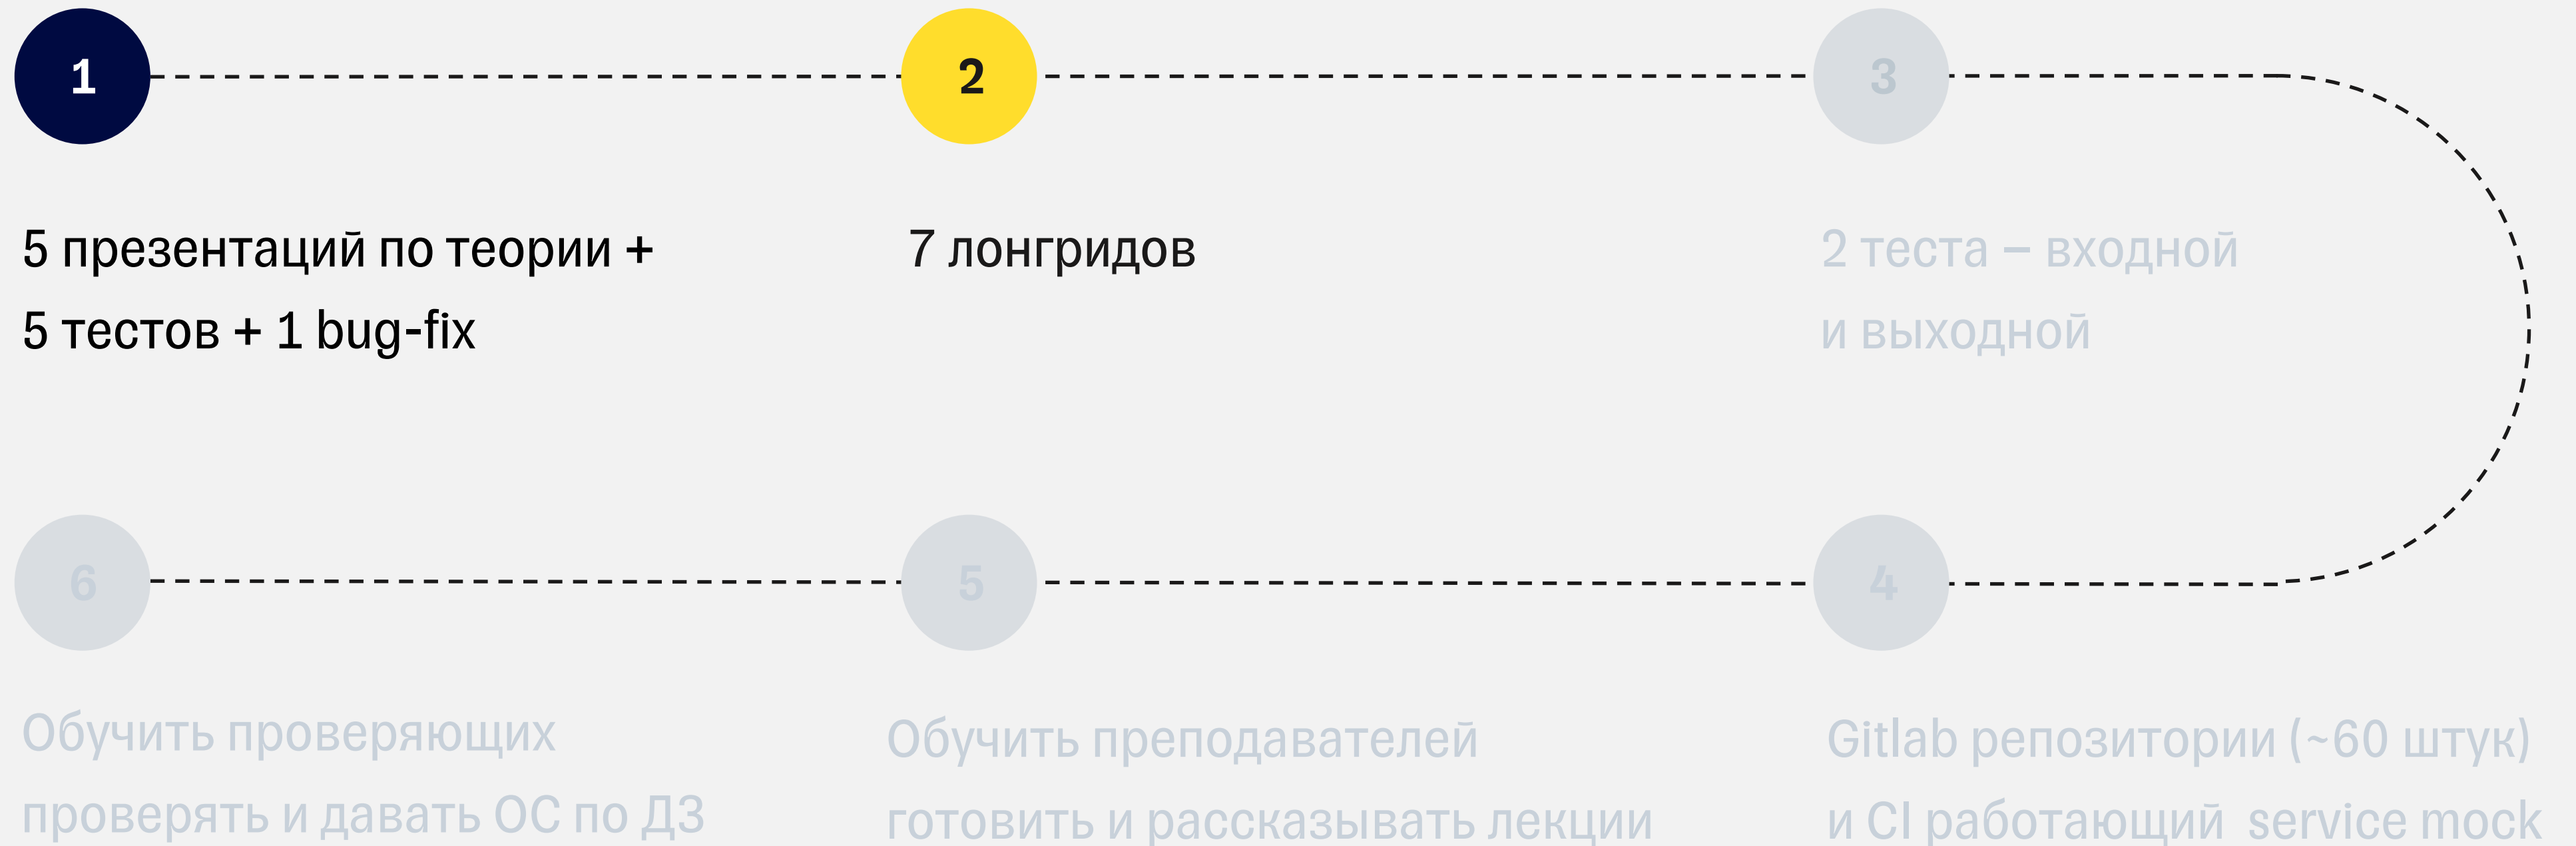 1
2
3
5 презентаций по теории +
5 тестов + 1 bug-fix
7 лонгридов
2 теста – входной
и выходной
6
5
4
Обучить проверяющих
проверять и давать ОС по ДЗ
Обучить преподавателей
готовить и рассказывать лекции
Gitlab репозитории (~60 штук)
и CI работающий service mock